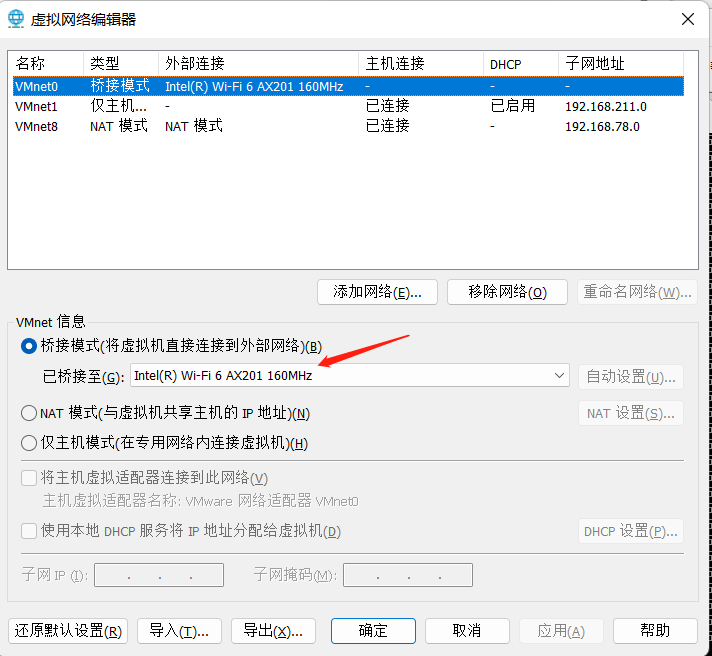 虚拟网络编辑器
名称 类型 外部连接 主机连接 DHCP 子网地址
VMnet0 桥接模式 Intel(R) Wi-Fi 6 AX201 160MHz - - -
VMnet1 仅主机... - 已连接 已启用 192.168.211.0
VMnet8 NAT 模式 NAT 模式 已连接 - 192.168.78.0
添加网络(E)... 移除网络(O) 重命名网络(W)...
VMnet 信息
桥接模式(将虚拟机直接连接到外部网络)(B)
已桥接至(G): Intel(R) Wi-Fi 6 AX201 160MHz 自动设置(U)...
NAT 模式(与虚拟机共享主机的 IP 地址)(N) NAT 设置(S)...
仅主机模式(在专用网络内连接虚拟机)(H)
将主机虚拟适配器连接到此网络(V)
主机虚拟适配器名称: VMware 网络适配器 VMnet0
使用本地 DHCP 服务将 IP 地址分配给虚拟机(D) DHCP 设置(P)...
子网 IP (I): . . . 子网掩码(M): . . .
还原默认设置(R) 导入(T)... 导出(X)... 确定 取消 应用(A) 帮助